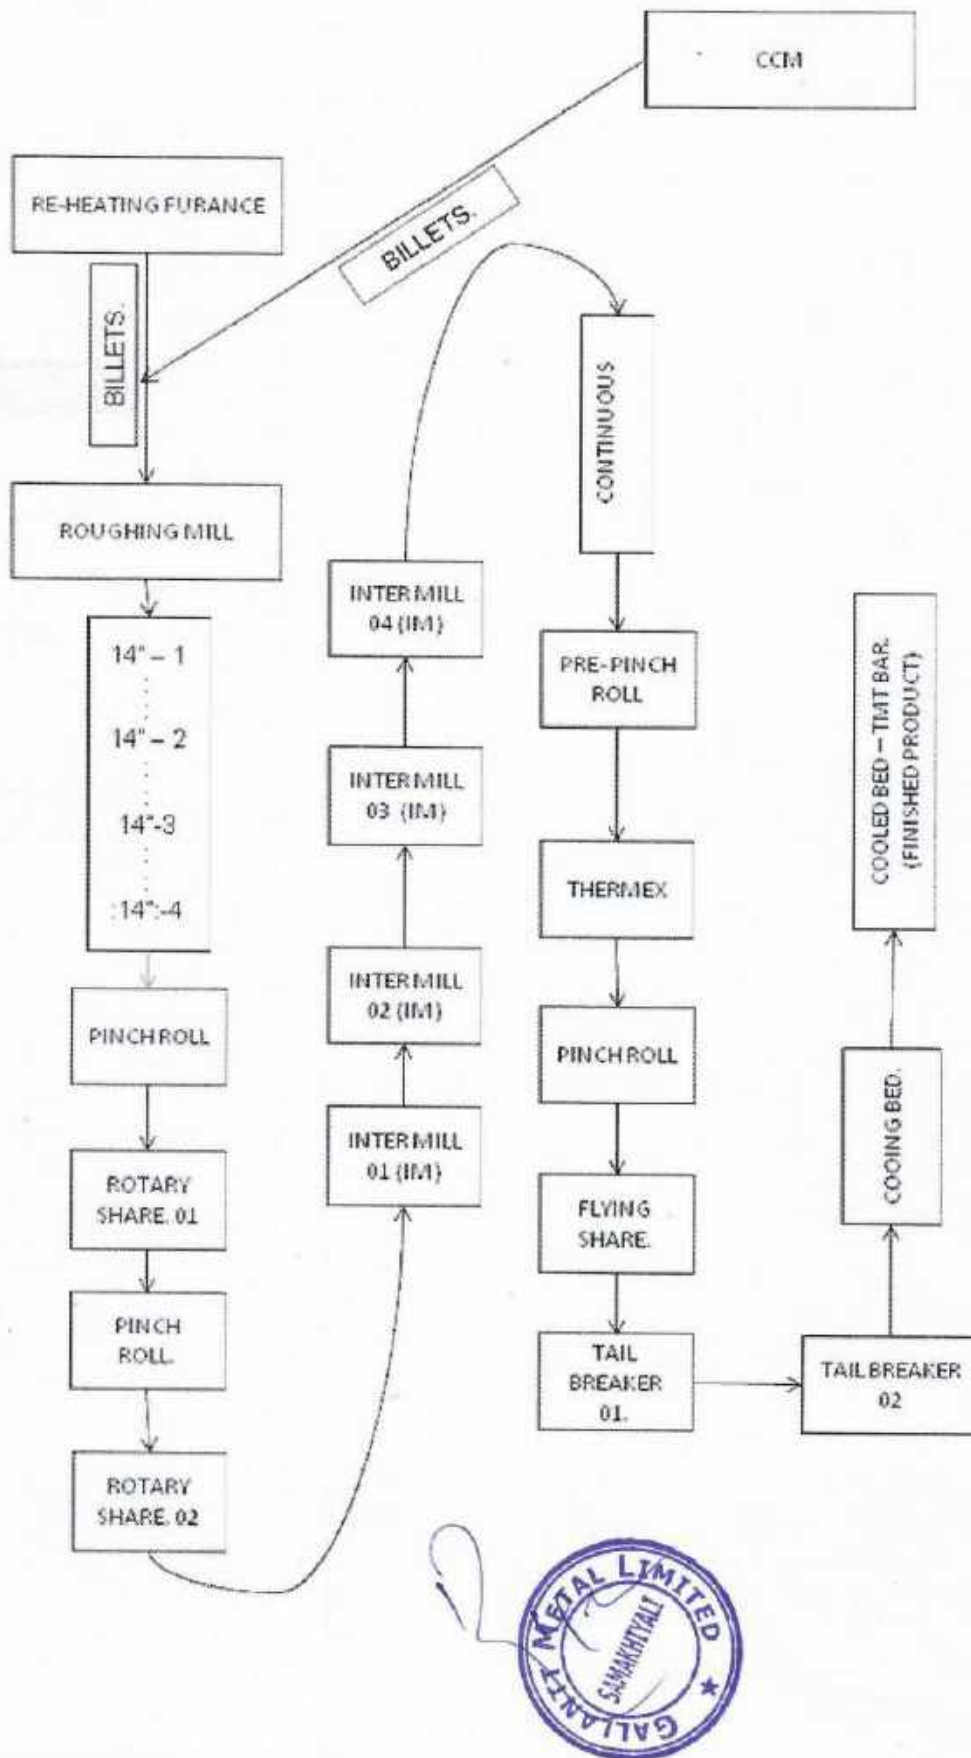 CCM
RE-HEATING FURANCE
BILLETS.
BILLETS.
ROUGHING MILL
14" – 1
14" – 2
14"-3
:14":-4
PINCH ROLL
ROTARY
SHARE. 01
PINCH
ROLL.
ROTARY
SHARE. 02
INTER MILL
04 (IM)
INTER MILL
03 (IM)
INTER MILL
02 (IM)
INTER MILL
01 (IM)
CONTINUOUS
PRE-PINCH
ROLL
THERMEX
PINCH ROLL
FLYING
SHARE.
TAIL
BREAKER
01.
TAIL BREAKER
02
COOING BED.
COOLED BED – TMT BAR.
(FINISHED PRODUCT)
GALLANTT METAL LIMITED
SAMAKHIYALI